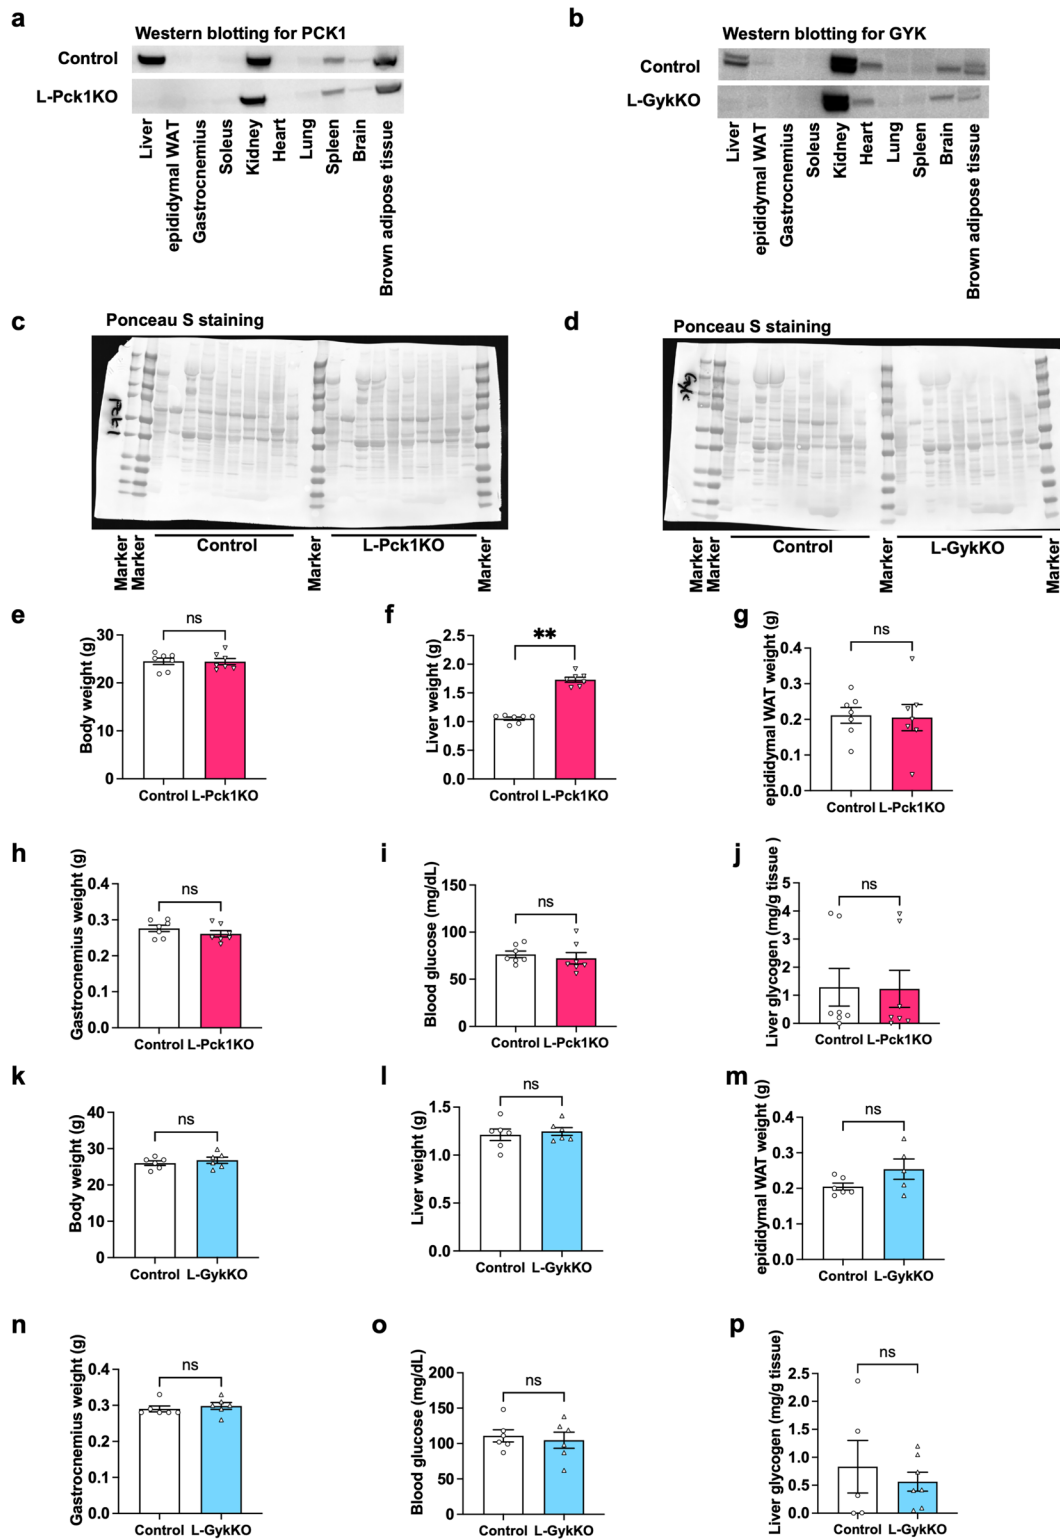 a
Western blotting for PCK1
Control
L-Pck1KO
Liver
epididymal WAT
Gastrocnemius
Soleus
Kidney
Heart
Lung
Spleen
Brain
Brown adipose tissue
b
Western blotting for GYK
Control
L-GykKO
Liver
epididymal WAT
Gastrocnemius
Soleus
Kidney
Heart
Lung
Spleen
Brain
Brown adipose tissue
c
Ponceau S staining
Pck1
Marker
Marker
Control
Marker
L-Pck1KO
Marker
d
Ponceau S staining
Gyk
Marker
Marker
Control
Marker
L-GykKO
Marker
e
Body weight (g)
30
20
10
0
ns
Control L-Pck1KO
f
Liver weight (g)
2.5
2.0
1.5
1.0
0.5
0.0
**
Control L-Pck1KO
g
epididymal WAT weight (g)
0.4
0.3
0.2
0.1
0.0
ns
Control L-Pck1KO
h
Gastrocnemius weight (g)
0.4
0.3
0.2
0.1
0.0
ns
Control L-Pck1KO
i
Blood glucose (mg/dL)
150
100
50
0
ns
Control L-Pck1KO
j
Liver glycogen (mg/g tissue )
5
4
3
2
1
0
ns
Control L-Pck1KO
k
Body weight (g)
40
30
20
10
0
ns
Control L-GykKO
l
Liver weight (g)
1.5
1.0
0.5
0.0
ns
Control L-GykKO
m
epididymal WAT weight (g)
0.4
0.3
0.2
0.1
0.0
ns
Control L-GykKO
n
Gastrocnemius weight (g)
0.4
0.3
0.2
0.1
0.0
ns
Control L-GykKO
o
Blood glucose (mg/dL)
200
150
100
50
0
ns
Control L-GykKO
p
Liver glycogen (mg/g tissue)
2.5
2.0
1.5
1.0
0.5
0.0
ns
Control L-GykKO